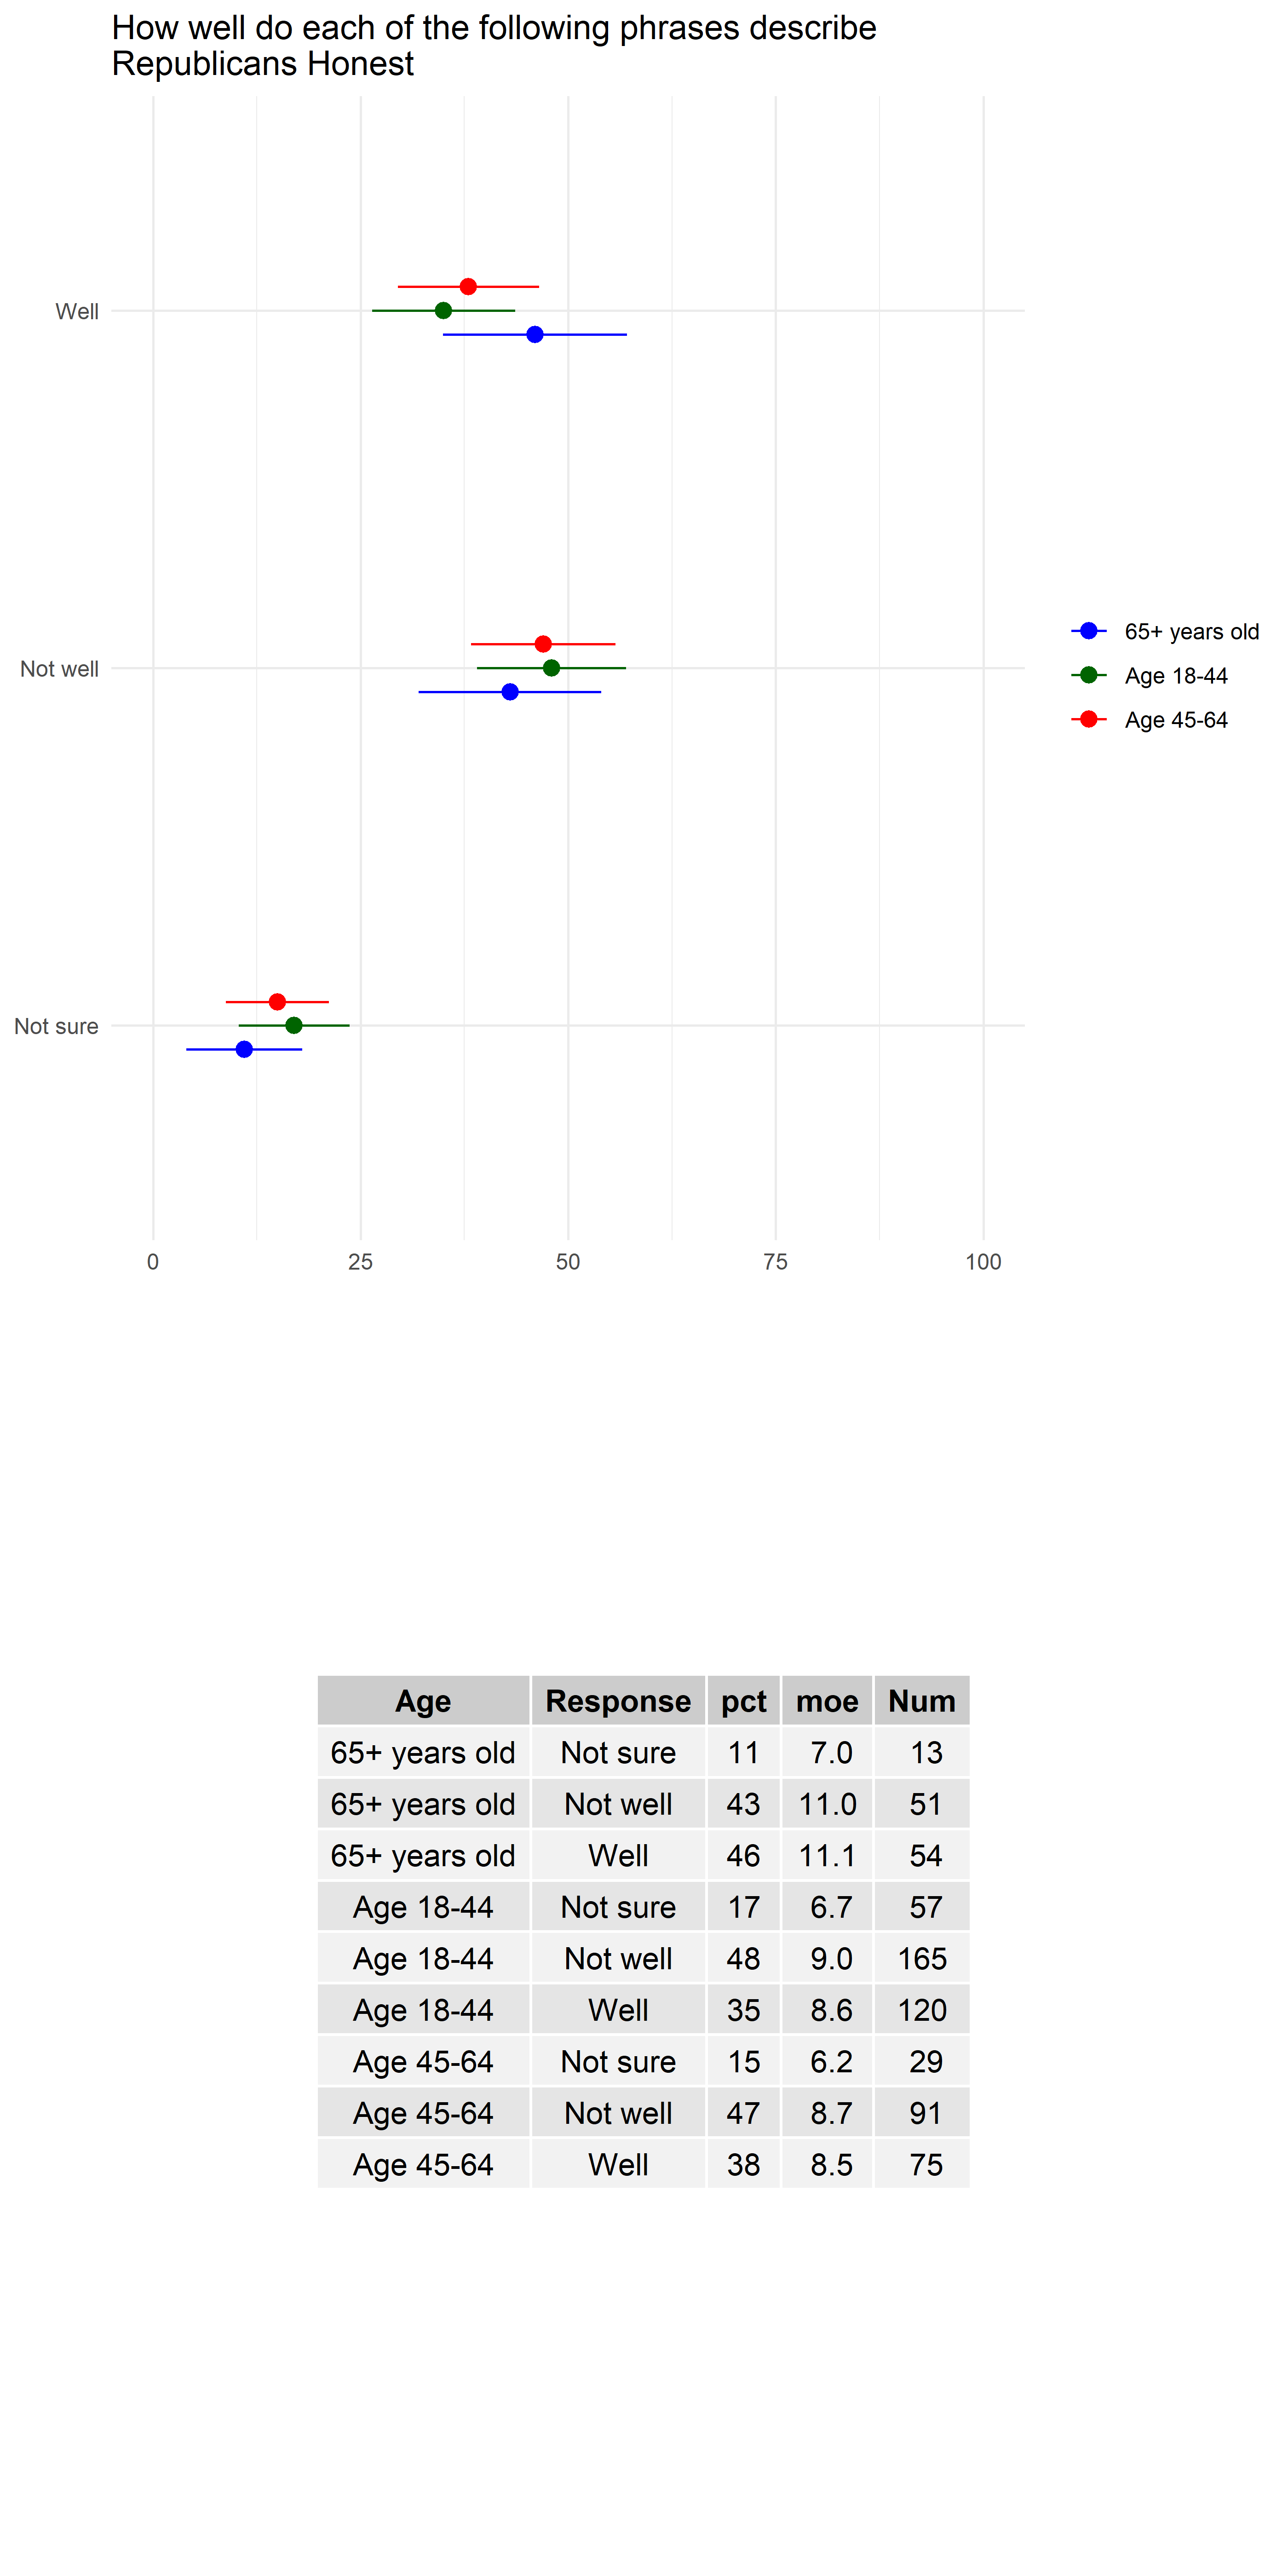 How well do each of the following phrases describe
Republicans Honest
Well
Not well
Not sure
0 25 50 75 100
65+ years old
Age 18-44
Age 45-64
Age Response pct moe Num
65+ years old Not sure 11 7.0 13
65+ years old Not well 43 11.0 51
65+ years old Well 46 11.1 54
Age 18-44 Not sure 17 6.7 57
Age 18-44 Not well 48 9.0 165
Age 18-44 Well 35 8.6 120
Age 45-64 Not sure 15 6.2 29
Age 45-64 Not well 47 8.7 91
Age 45-64 Well 38 8.5 75